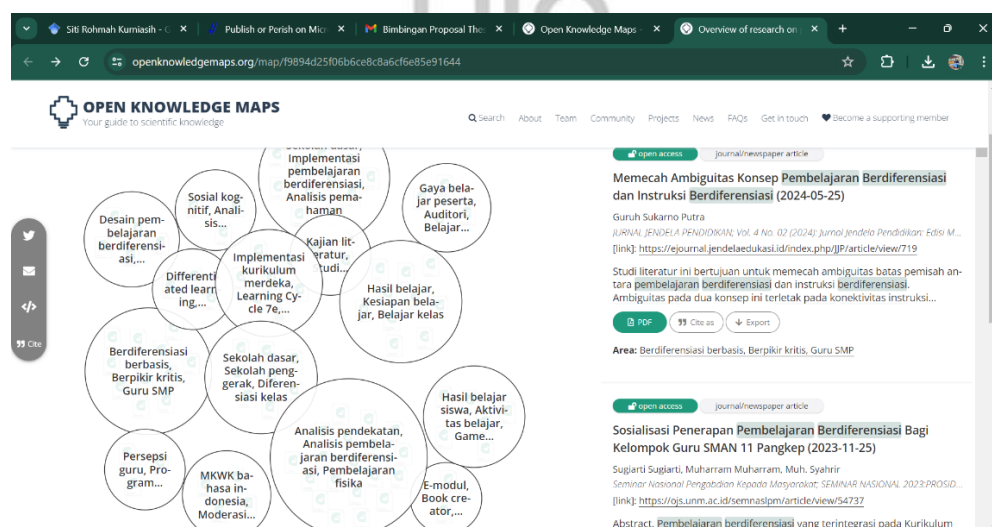 Siti Rohmah Kurniasih - G
Publish or Perish on Micr
Bimbingan Proposal Thes
Open Knowledge Maps -
Overview of research on
openknowledgemaps.org/map/f9894d25f06b6ce8c8a6cf6e85e91644
OPEN KNOWLEDGE MAPS
Your guide to scientific knowledge
Search About Team Community Projects News FAQs Get in touch Become a supporting member
Cite
Implementasi
pembelajaran
berdiferensiasi,
Analisis pema-
haman
Sosial kog-
nitif, Anali-
sis...
Gaya bela-
jar peserta,
Auditori,
Belajar...
Desain pem-
belajaran
berdiferensi-
asi,...
Kajian lit-
eratur,
Studi...
Differenti
ated learn
ing,...
Implementasi
kurikulum
merdeka,
Learning Cy-
cle 7e,...
Hasil belajar,
Kesiapan bela-
jar, Belajar kelas
Berdiferensiasi
berbasis,
Berpikir kritis,
Guru SMP
Sekolah dasar,
Sekolah peng-
gerak, Diferen-
siasi kelas
Hasil belajar
siswa, Aktivi-
tas belajar,
Game...
Analisis pendekatan,
Analisis pembela-
jaran berdiferensi-
asi, Pembelajaran
fisika
Persepsi
guru, Pro-
gram...
MKWK ba-
hasa in-
donesia,
Moderasi...
E-modul,
Book cre-
ator,...
open access journal/newspaper article
Memecah Ambiguitas Konsep Pembelajaran Berdiferensiasi
dan Instruksi Berdiferensiasi (2024-05-25)
Guruh Sukarno Putra
JURNAL JENDELA PENDIDIKAN; Vol. 4 No. 02 (2024): Jurnal Jendela Pendidikan: Edisi M...
[link]: https://ejournal.jendelaedukasi.id/index.php/JJP/article/view/719
Studi literatur ini bertujuan untuk memecah ambiguitas batas pemisah an-
tara pembelajaran berdiferensiasi dan instruksi berdiferensiasi.
Ambiguitas pada dua konsep ini terletak pada konektivitas instruksi...
PDF Cite as Export
Area: Berdiferensiasi berbasis, Berpikir kritis, Guru SMP
open access journal/newspaper article
Sosialisasi Penerapan Pembelajaran Berdiferensiasi Bagi
Kelompok Guru SMAN 11 Pangkep (2023-11-25)
Sugiarti Sugiarti, Muharram Muharram, Muh. Syahrir
Seminar Nasional Pengabdian Kepada Masyarakat; SEMINAR NASIONAL 2023:PROSID...
[link]: https://ojs.unm.ac.id/semnaslpm/article/view/54737
Abstract. Pembelajaran berdiferensiasi yang terintegrasi pada Kurikulum